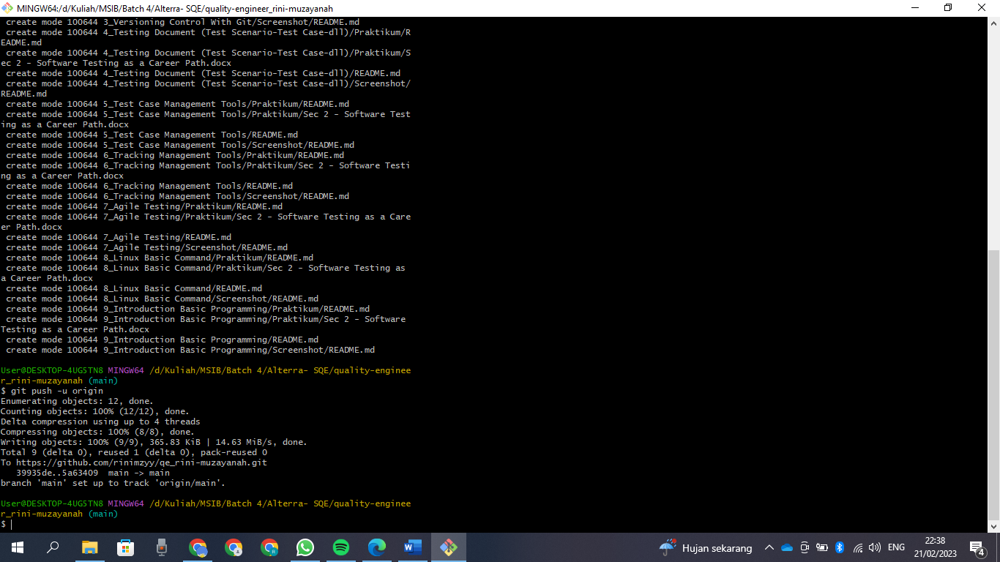 MINGW64:/d/Kuliah/MSIB/Batch 4/Alterra- SQE/quality-engineer_rini-muzayanah
create mode 100644 3_Versioning Control With Git/Screenshot/README.md
create mode 100644 4_Testing Document (Test Scenario-Test Case-dll)/Praktikum/R
EADME.md
create mode 100644 4_Testing Document (Test Scenario-Test Case-dll)/Praktikum/S
ec 2 - Software Testing as a Career Path.docx
create mode 100644 4_Testing Document (Test Scenario-Test Case-dll)/README.md
create mode 100644 4_Testing Document (Test Scenario-Test Case-dll)/Screenshot/
README.md
create mode 100644 5_Test Case Management Tools/Praktikum/README.md
create mode 100644 5_Test Case Management Tools/Praktikum/Sec 2 - Software Test
ing as a Career Path.docx
create mode 100644 5_Test Case Management Tools/README.md
create mode 100644 5_Test Case Management Tools/Screenshot/README.md
create mode 100644 6_Tracking Management Tools/Praktikum/README.md
create mode 100644 6_Tracking Management Tools/Praktikum/Sec 2 - Software Testi
ng as a Career Path.docx
create mode 100644 6_Tracking Management Tools/README.md
create mode 100644 6_Tracking Management Tools/Screenshot/README.md
create mode 100644 7_Agile Testing/Praktikum/README.md
create mode 100644 7_Agile Testing/Praktikum/Sec 2 - Software Testing as a Care
er Path.docx
create mode 100644 7_Agile Testing/README.md
create mode 100644 7_Agile Testing/Screenshot/README.md
create mode 100644 8_Linux Basic Command/Praktikum/README.md
create mode 100644 8_Linux Basic Command/Praktikum/Sec 2 - Software Testing as
a Career Path.docx
create mode 100644 8_Linux Basic Command/README.md
create mode 100644 8_Linux Basic Command/Screenshot/README.md
create mode 100644 9_Introduction Basic Programming/Praktikum/README.md
create mode 100644 9_Introduction Basic Programming/Praktikum/Sec 2 - Software
Testing as a Career Path.docx
create mode 100644 9_Introduction Basic Programming/README.md
create mode 100644 9_Introduction Basic Programming/Screenshot/README.md
User@DESKTOP-4UG5TN8 MINGW64 /d/Kuliah/MSIB/Batch 4/Alterra- SQE/quality-enginee
r_rini-muzayanah (main)
$ git push -u origin
Enumerating objects: 12, done.
Counting objects: 100% (12/12), done.
Delta compression using up to 4 threads
Compressing objects: 100% (8/8), done.
Writing objects: 100% (9/9), 365.83 KiB | 14.63 MiB/s, done.
Total 9 (delta 0), reused 1 (delta 0), pack-reused 0
To https://github.com/rinimzyy/qe_rini-muzayanah.git
39935de..5a63409  main -> main
branch 'main' set up to track 'origin/main'.
User@DESKTOP-4UG5TN8 MINGW64 /d/Kuliah/MSIB/Batch 4/Alterra- SQE/quality-enginee
r_rini-muzayanah (main)
$
Hujan sekarang
ENG
22:38
21/02/2023
4